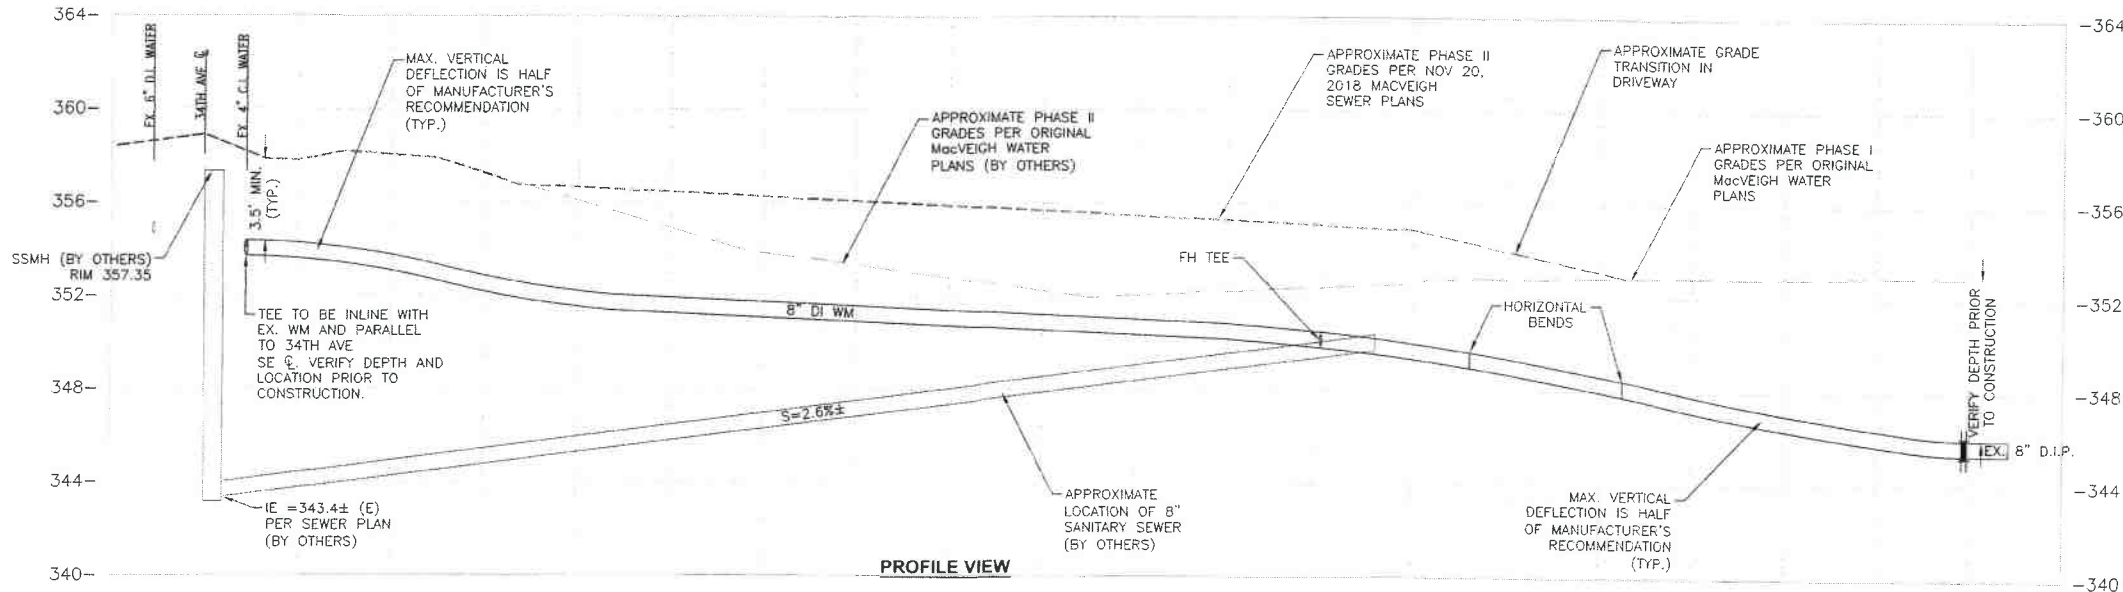 364-
360-
356-
352-
348-
344-
340-
EX. 6" D.I. WATER
34TH AVE ℄
EX 4" C.I. WATER
3.5' MIN.
(TYP.)
MAX. VERTICAL
DEFLECTION IS HALF
OF MANUFACTURER'S
RECOMMENDATION
(TYP.)
SSMH (BY OTHERS)
RIM 357.35
TEE TO BE INLINE WITH
EX. WM AND PARALLEL
TO 34TH AVE
SE ℄. VERIFY DEPTH AND
LOCATION PRIOR TO
CONSTRUCTION.
IE =343.4± (E)
PER SEWER PLAN
(BY OTHERS)
APPROXIMATE PHASE II
GRADES PER ORIGINAL
MacVEIGH WATER
PLANS (BY OTHERS)
8" DI WM
S=2.6%±
APPROXIMATE PHASE II
GRADES PER NOV 20,
2018 MACVEIGH
SEWER PLANS
FH TEE
APPROXIMATE
LOCATION OF 8"
SANITARY SEWER
(BY OTHERS)
APPROXIMATE GRADE
TRANSITION IN
DRIVEWAY
APPROXIMATE PHASE I
GRADES PER ORIGINAL
MacVEIGH WATER
PLANS
HORIZONTAL
BENDS
MAX. VERTICAL
DEFLECTION IS HALF
OF MANUFACTURER'S
RECOMMENDATION
(TYP.)
VERIFY DEPTH PRIOR
TO CONSTRUCTION
EX. 8" D.I.P.
-364
-360
-356
-352
-348
-344
-340
PROFILE VIEW